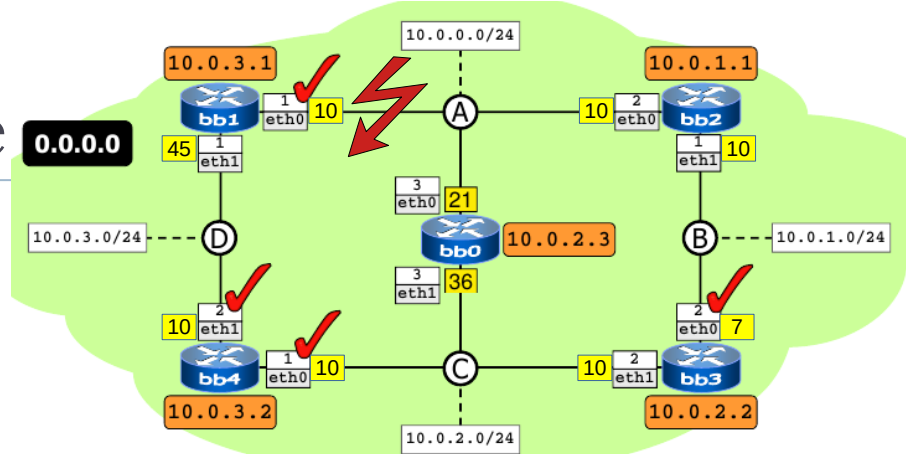 10.0.0.0/24
10.0.3.1
10.0.1.1
1
eth0
10
A
10
2
eth0
bb1
bb2
0.0.0.0
45
1
eth1
1
eth1
10
3
eth0
21
10.0.3.0/24
D
bb0
10.0.2.3
B
10.0.1.0/24
3
eth1
36
10
2
eth1
2
eth0
7
bb4
1
eth0
10
C
10
2
eth1
bb3
10.0.3.2
10.0.2.2
10.0.2.0/24